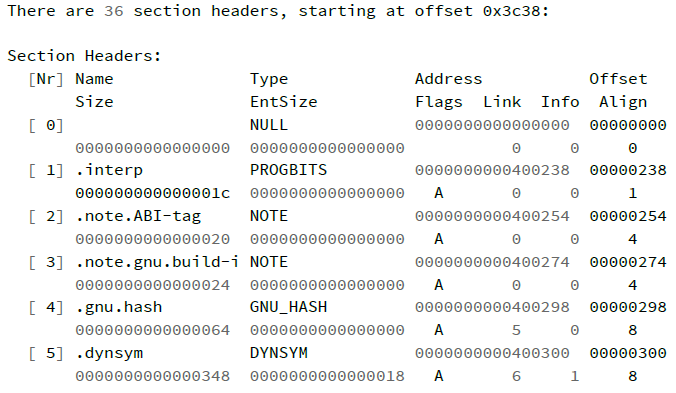 There are 36 section headers, starting at offset 0x3c38:
Section Headers:
[Nr] Name Type Address Offset
Size EntSize Flags Link Info Align
[ 0] NULL 0000000000000000 00000000
0000000000000000 0000000000000000 0 0 0
[ 1] .interp PROGBITS 0000000000400238 00000238
000000000000001c 0000000000000000 A 0 0 1
[ 2] .note.ABI-tag NOTE 0000000000400254 00000254
0000000000000020 0000000000000000 A 0 0 4
[ 3] .note.gnu.build-i NOTE 0000000000400274 00000274
0000000000000024 0000000000000000 A 0 0 4
[ 4] .gnu.hash GNU_HASH 0000000000400298 00000298
0000000000000064 0000000000000000 A 5 0 8
[ 5] .dynsym DYNSYM 0000000000400300 00000300
0000000000000348 0000000000000018 A 6 1 8